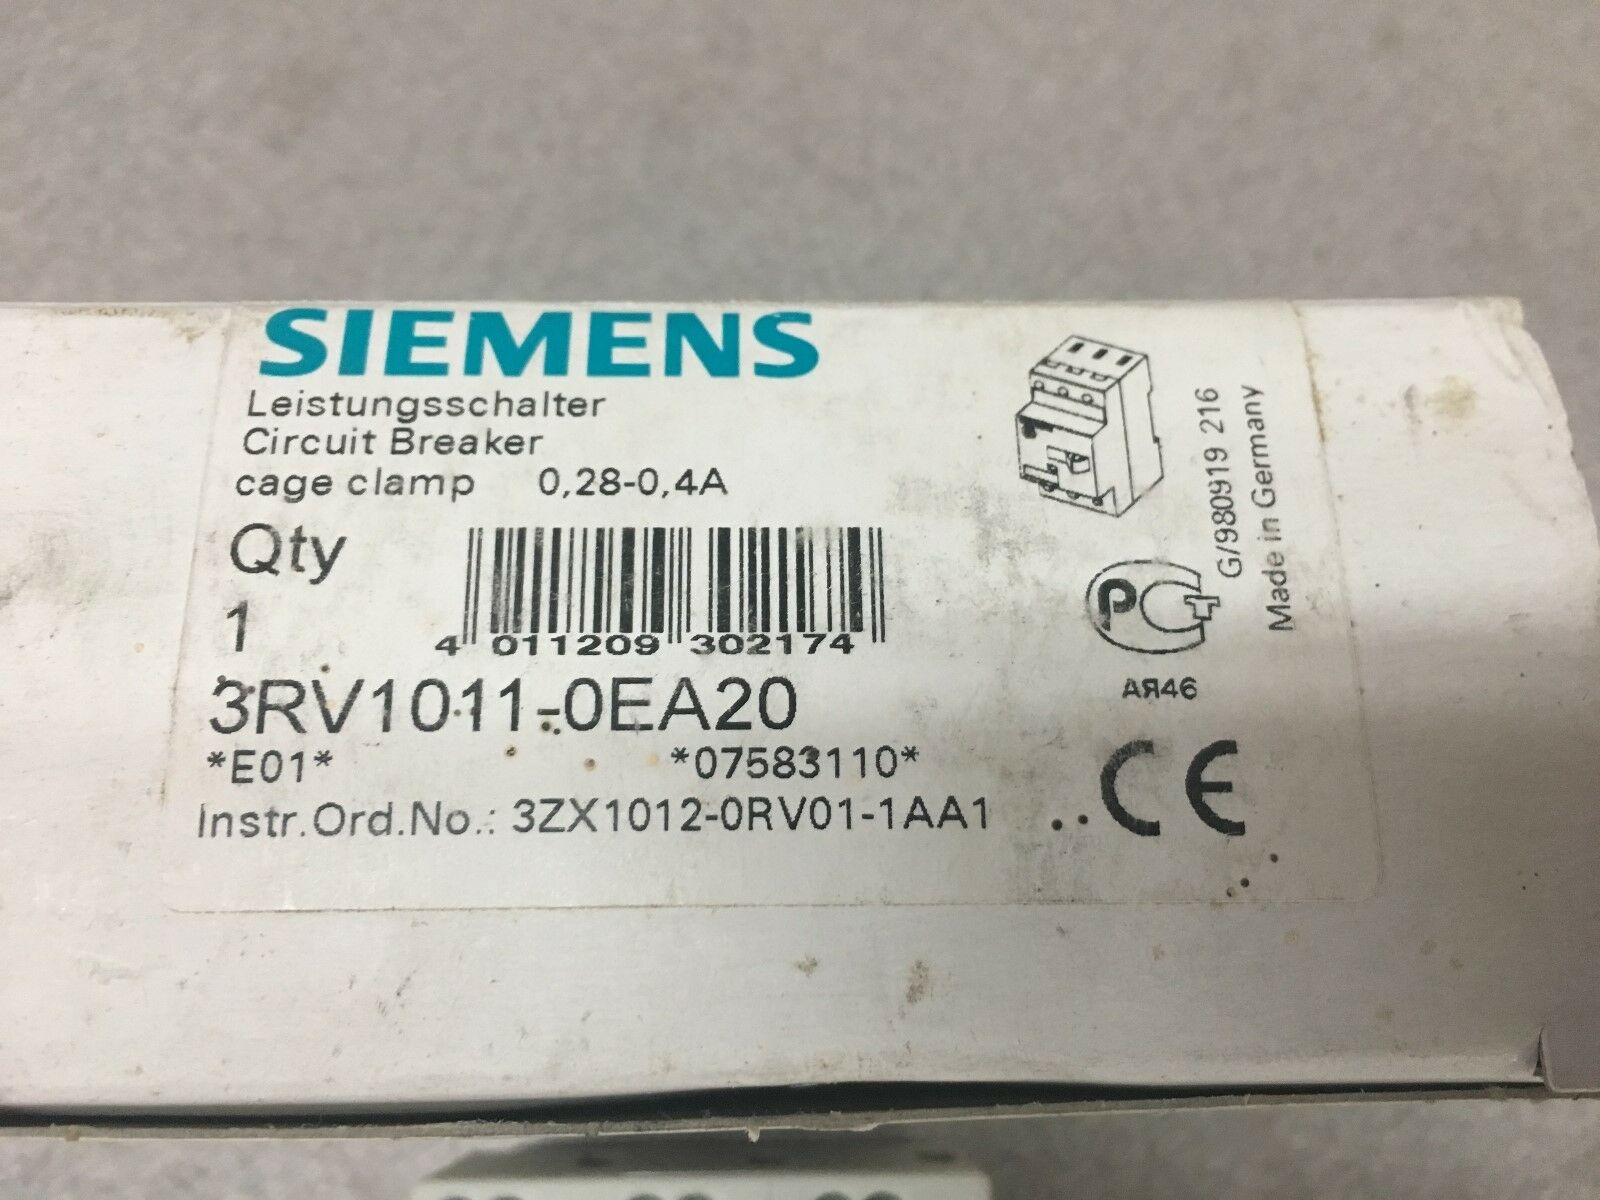 SIEMENS
Leistungsschalter
Circuit Breaker
cage clamp 0,28-0,4A
Qty
1
4 011209 302174
3RV1011-0EA20
*E01* *07583110*
Instr.Ord.No.: 3ZX1012-0RV01-1AA1
G/980919 216
Made in Germany
АЯ46
CE